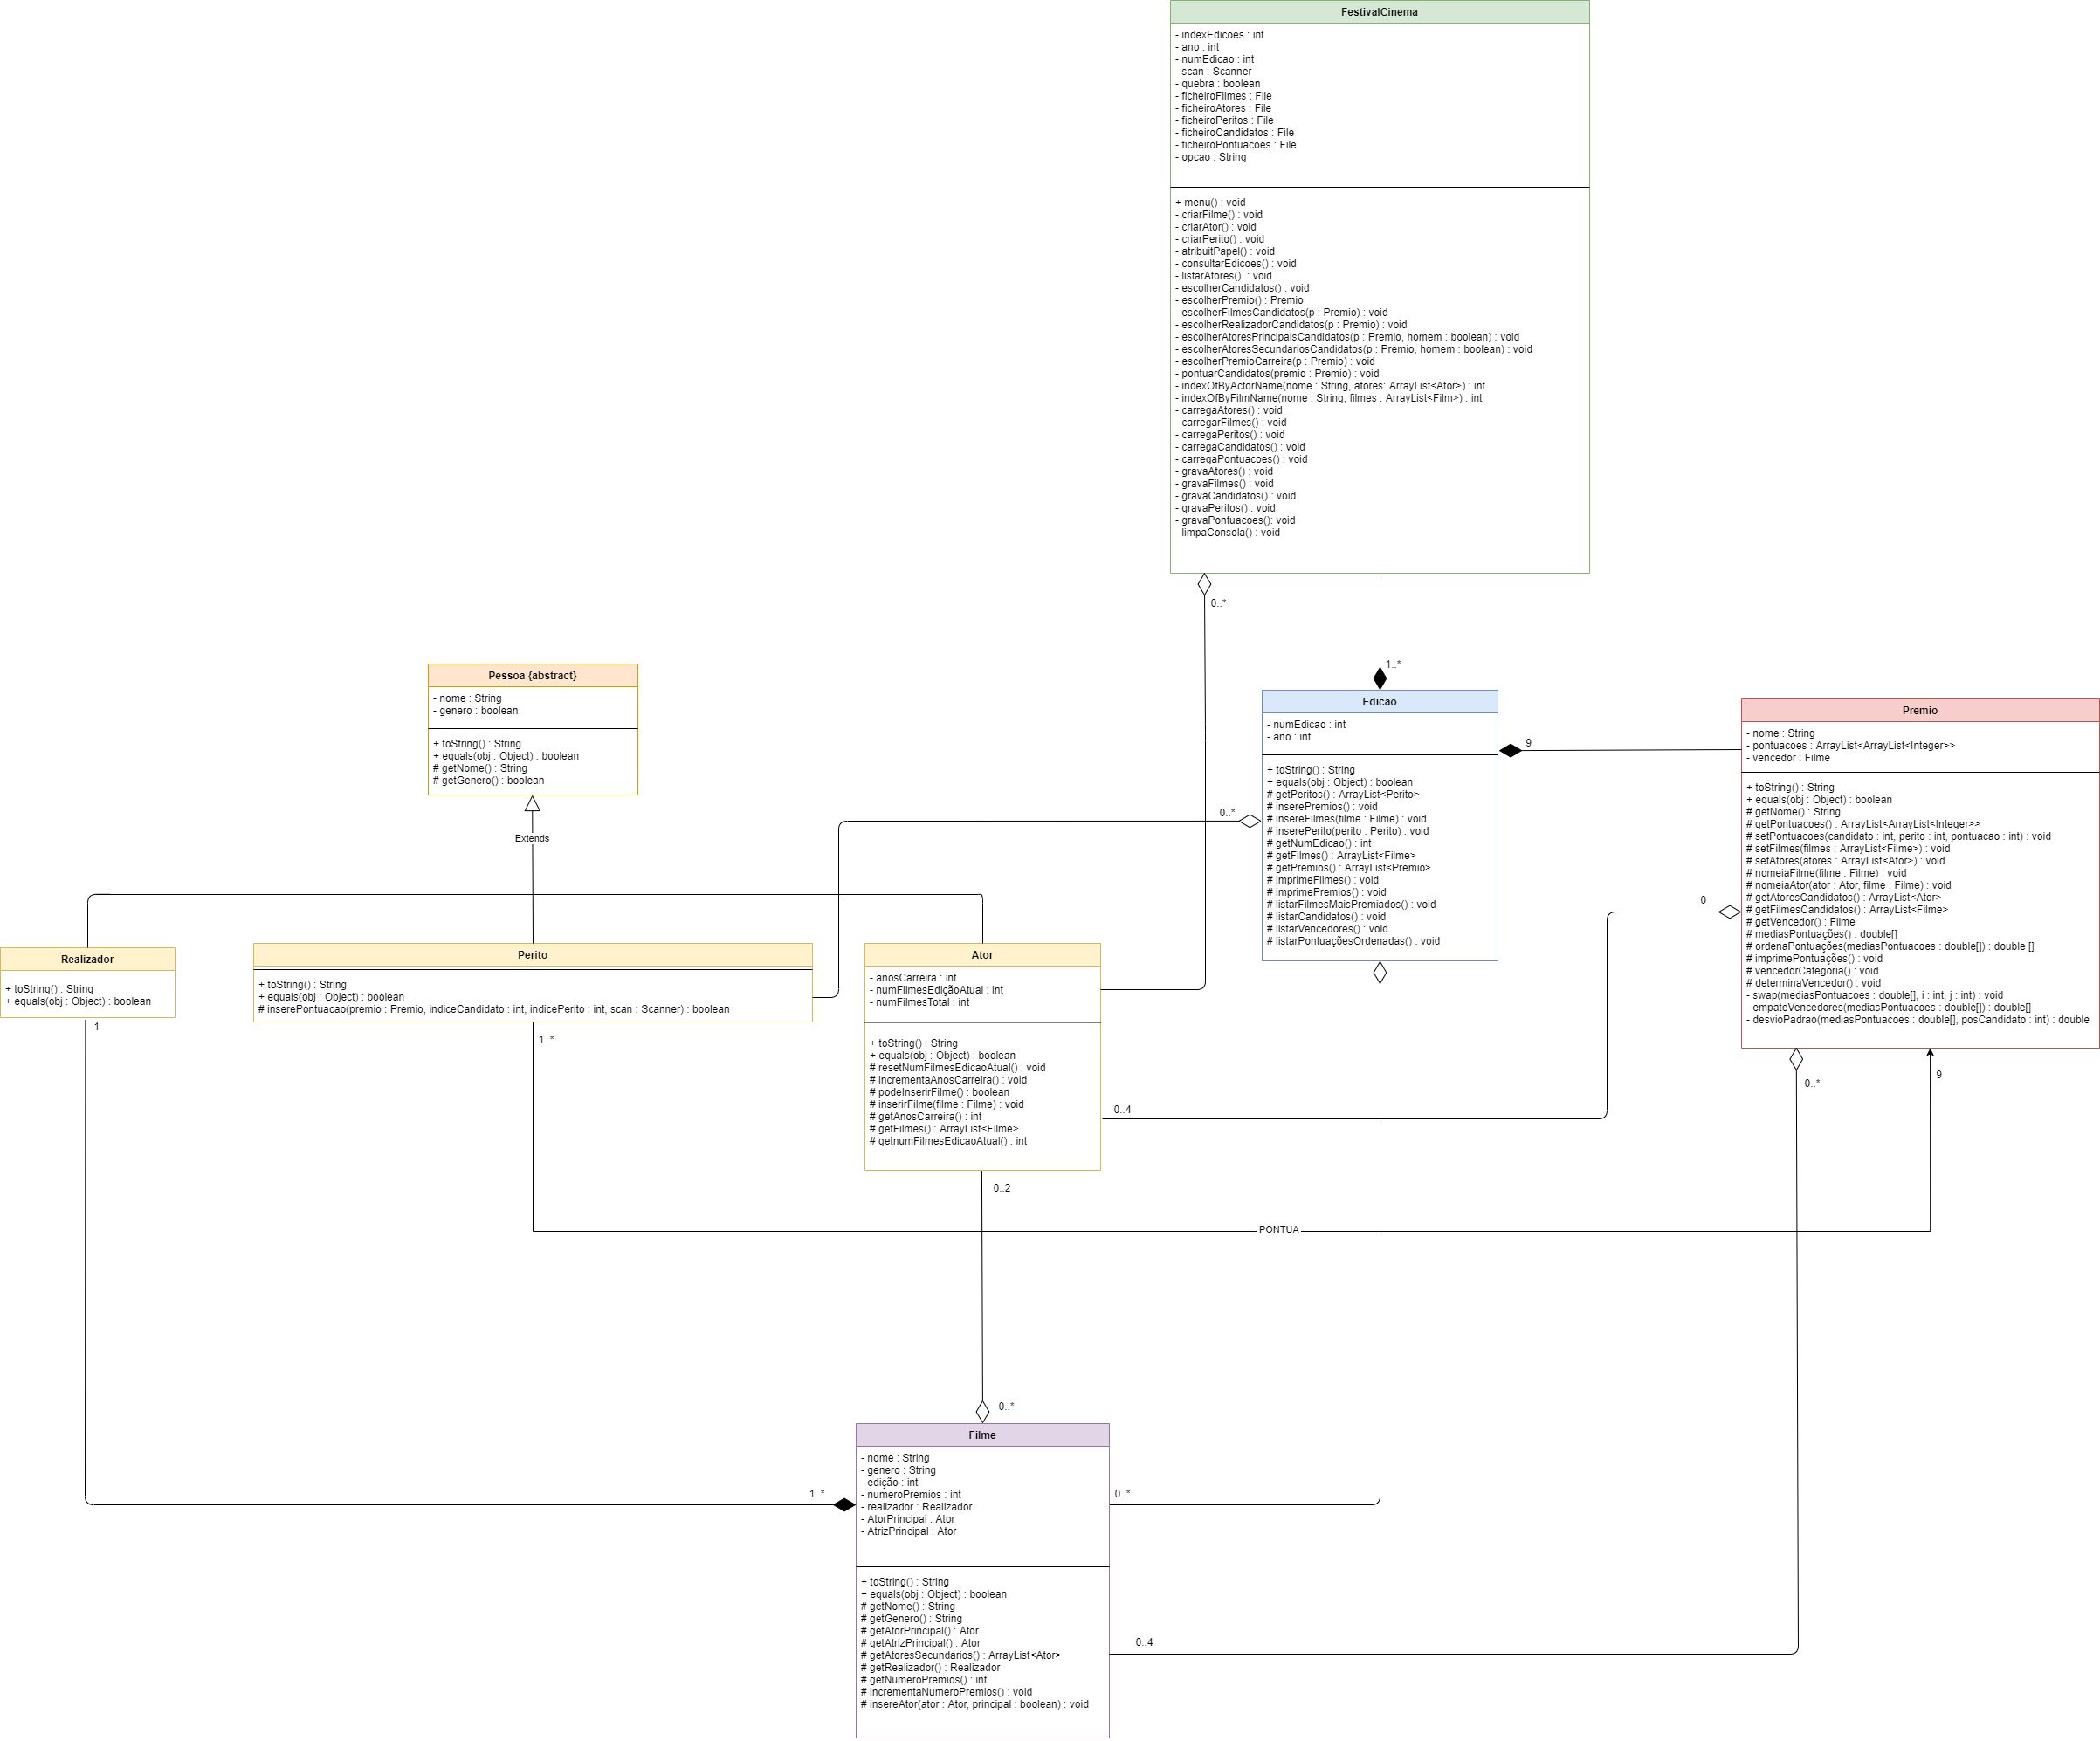 FestivalCinema
- indexEdicoes : int
- ano : int
- numEdicao : int
- scan : Scanner
- quebra : boolean
- ficheiroFilmes : File
- ficheiroAtores : File
- ficheiroPeritos : File
- ficheiroCandidatos : File
- ficheiroPontuacoes : File
- opcao : String
+ menu() : void
- criarFilme() : void
- criarAtor() : void
- criarPerito() : void
- atribuitPapel() : void
- consultarEdicoes() : void
- listarAtores()  : void
- escolherCandidatos() : void
- escolherPremio() : Premio
- escolherFilmesCandidatos(p : Premio) : void
- escolherRealizadorCandidatos(p : Premio) : void
- escolherAtoresPrincipaisCandidatos(p : Premio, homem : boolean) : void
- escolherAtoresSecundariosCandidatos(p : Premio, homem : boolean) : void
- escolherPremioCarreira(p : Premio) : void
- pontuarCandidatos(premio : Premio) : void
- indexOfByActorName(nome : String, atores: ArrayList<Ator>) : int
- indexOfByFilmName(nome : String, filmes : ArrayList<Film>) : int
- carregaAtores() : void
- carregarFilmes() : void
- carregaPeritos() : void
- carregaCandidatos() : void
- carregaPontuacoes() : void
- gravaAtores() : void
- gravaFilmes() : void
- gravaCandidatos() : void
- gravaPeritos() : void
- gravaPontuacoes(): void
- limpaConsola() : void
0..*
1..*
Pessoa {abstract}
- nome : String
- genero : boolean
+ toString() : String
+ equals(obj : Object) : boolean
# getNome() : String
# getGenero() : boolean
Extends
Edicao
- numEdicao : int
- ano : int
+ toString() : String
+ equals(obj : Object) : boolean
# getPeritos() : ArrayList<Perito>
# inserePremios() : void
# insereFilmes(filme : Filme) : void
# inserePerito(perito : Perito) : void
# getNumEdicao() : int
# getFilmes() : ArrayList<Filme>
# getPremios() : ArrayList<Premio>
# imprimeFilmes() : void
# imprimePremios() : void
# listarFilmesMaisPremiados() : void
# listarCandidatos() : void
# listarVencedores() : void
# listarPontuaçõesOrdenadas() : void
9
0..*
Premio
- nome : String
- pontuacoes : ArrayList<ArrayList<Integer>>
- vencedor : Filme
+ toString() : String
+ equals(obj : Object) : boolean
# getNome() : String
# getPontuacoes() : ArrayList<ArrayList<Integer>>
# setPontuacoes(candidato : int, perito : int, pontuacao : int) : void
# setFilmes(filmes : ArrayList<Filme>) : void
# setAtores(atores : ArrayList<Ator>) : void
# nomeiaFilme(filme : Filme) : void
# nomeiaAtor(ator : Ator, filme : Filme) : void
# getAtoresCandidatos() : ArrayList<Ator>
# getFilmesCandidatos() : ArrayList<Filme>
# getVencedor() : Filme
# mediasPontuações() : double[]
# ordenaPontuações(mediasPontuacoes : double[]) : double []
# imprimePontuações() : void
# vencedorCategoria() : void
# determinaVencedor() : void
- swap(mediasPontuacoes : double[], i : int, j : int) : void
- empateVencedores(mediasPontuacoes : double[]) : double[]
- desvioPadrao(mediasPontuacoes : double[], posCandidato : int) : double
0
9
0..*
Realizador
+ toString() : String
+ equals(obj : Object) : boolean
1
Perito
+ toString() : String
+ equals(obj : Object) : boolean
# inserePontuacao(premio : Premio, indiceCandidato : int, indicePerito : int, scan : Scanner) : boolean
1..*
Ator
- anosCarreira : int
- numFilmesEdiçãoAtual : int
- numFilmesTotal : int
+ toString() : String
+ equals(obj : Object) : boolean
# resetNumFilmesEdicaoAtual() : void
# incrementaAnosCarreira() : void
# podeInserirFilme() : boolean
# inserirFilme(filme : Filme) : void
# getAnosCarreira() : int
# getFilmes() : ArrayList<Filme>
# getnumFilmesEdicaoAtual() : int
0..4
0..2
PONTUA
0..*
Filme
- nome : String
- genero : String
- edição : int
- numeroPremios : int
- realizador : Realizador
- AtorPrincipal : Ator
- AtrizPrincipal : Ator
+ toString() : String
+ equals(obj : Object) : boolean
# getNome() : String
# getGenero() : String
# getAtorPrincipal() : Ator
# getAtrizPrincipal() : Ator
# getAtoresSecundarios() : ArrayList<Ator>
# getRealizador() : Realizador
# getNumeroPremios() : int
# incrementaNumeroPremios() : void
# insereAtor(ator : Ator, principal : boolean) : void
1..*
0..*
0..4